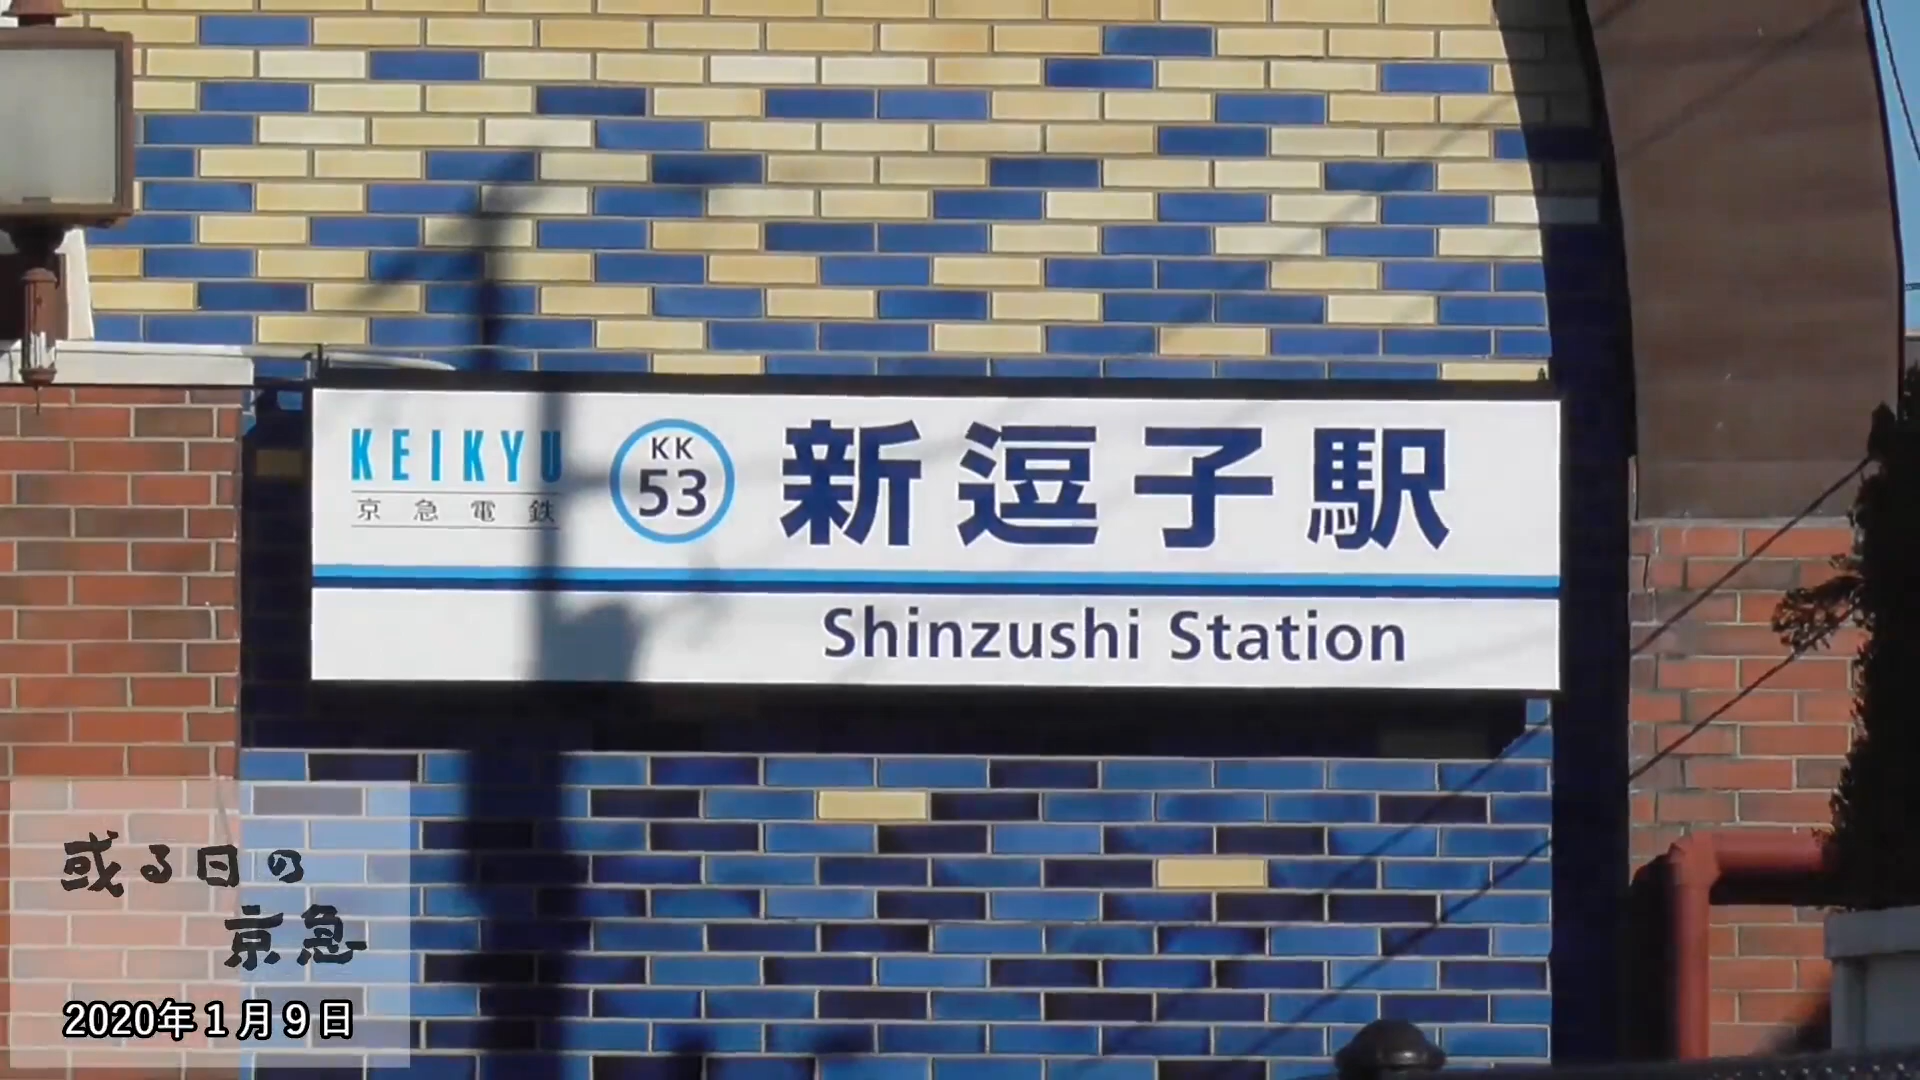 KEIKYU
京急電鉄
KK
53
新逗子駅
Shinzushi Station
或る日の
京急
2020年1月9日